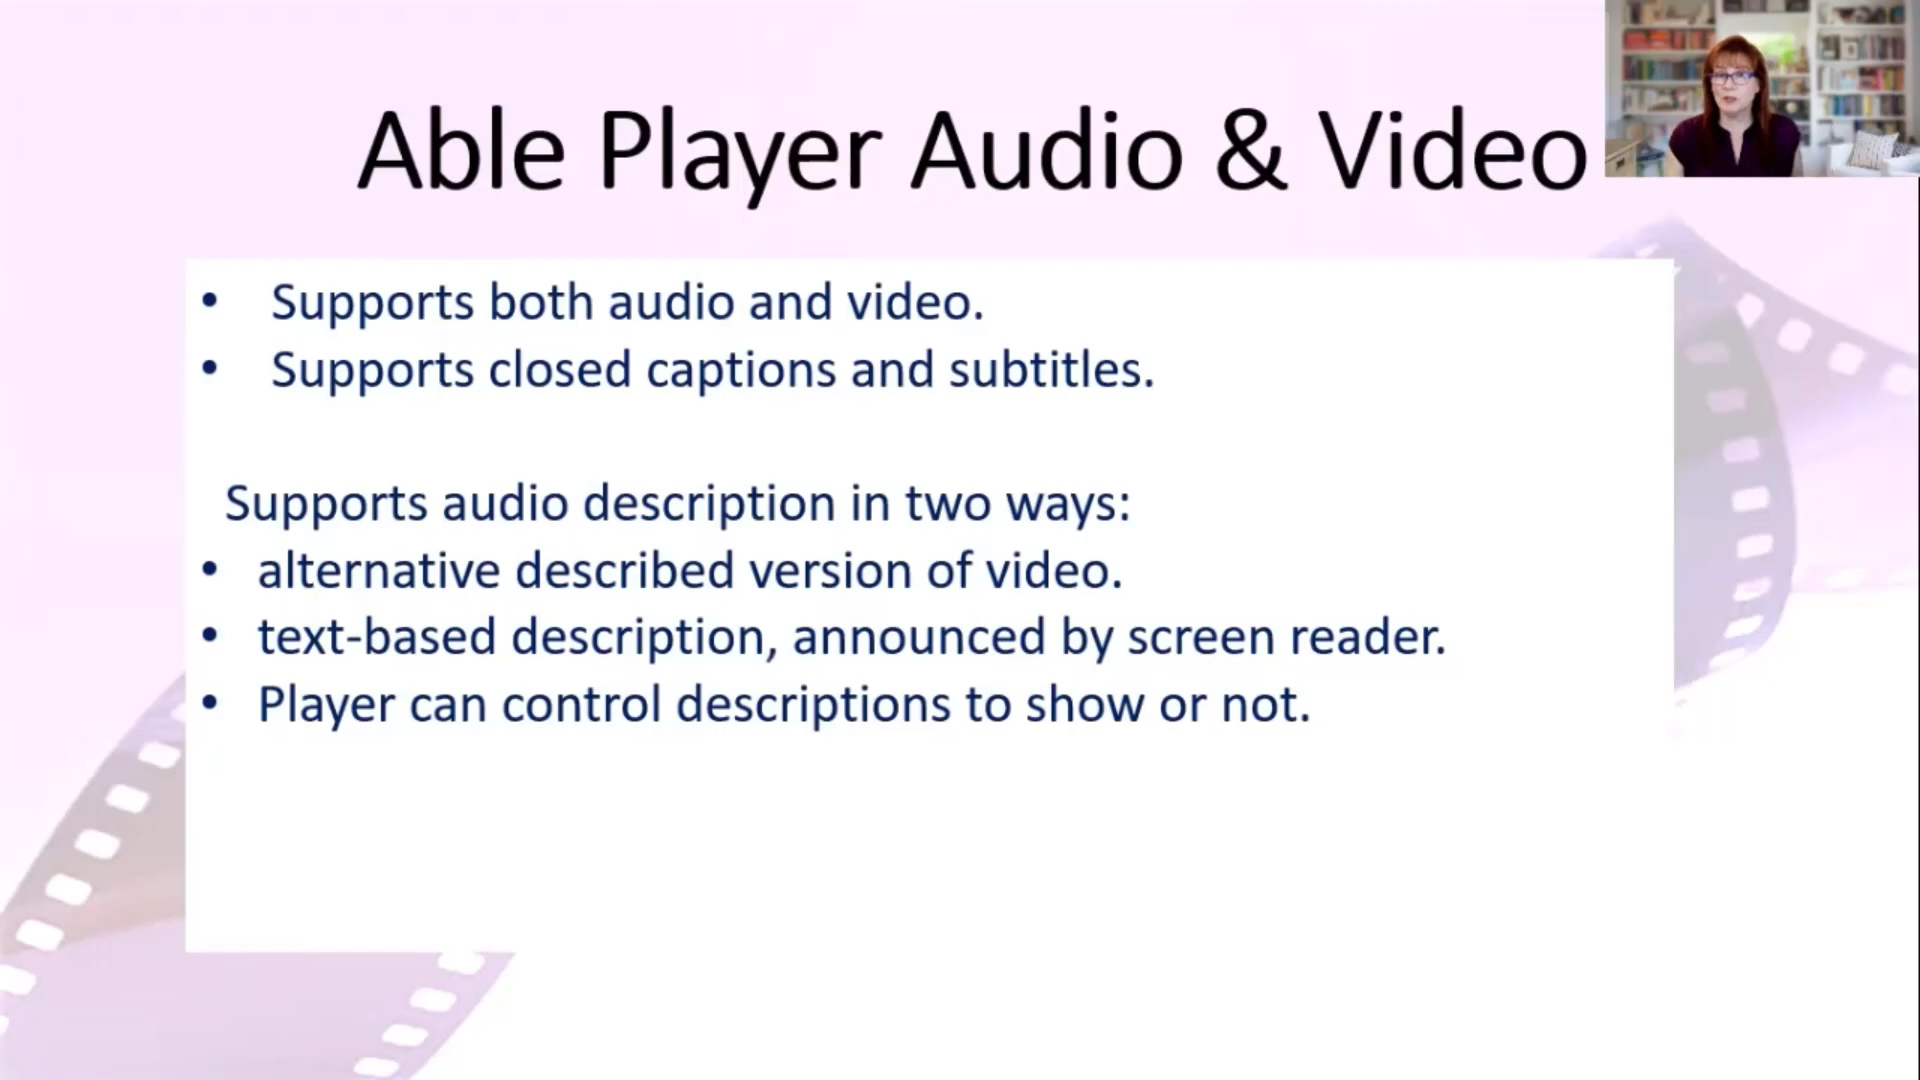 Able Player Audio & Video
• Supports both audio and video.
• Supports closed captions and subtitles.
Supports audio description in two ways:
• alternative described version of video.
• text-based description, announced by screen reader.
• Player can control descriptions to show or not.